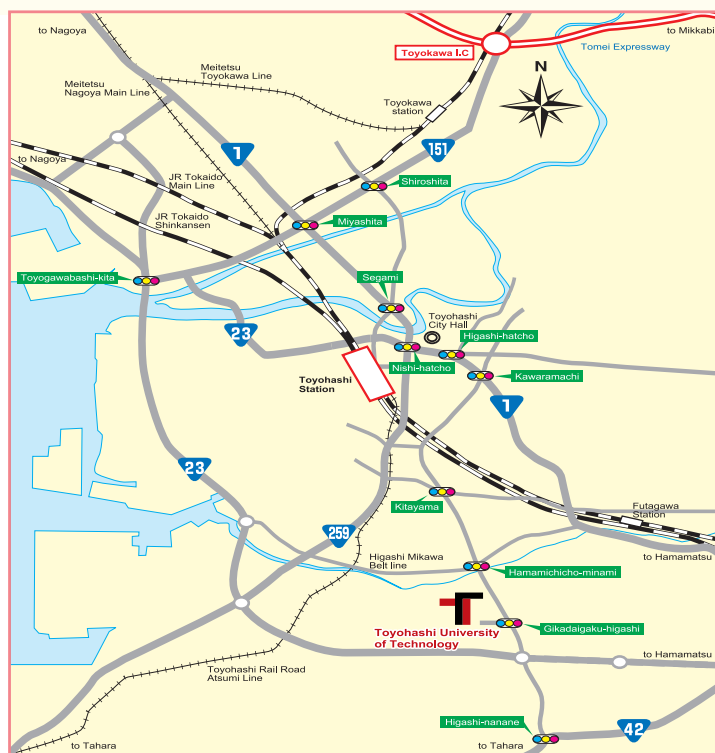 to Nagoya
Toyokawa I.C
to Mikkabi
Tomei Expressway
Meitetsu
Toyokawa Line
Meitetsu
Nagoya Main Line
N
Toyokawa
station
1
151
to Nagoya
JR Tokaido
Main Line
Shiroshita
JR Tokaido
Shinkansen
Miyashita
Toyogawabashi-kita
Segami
Toyohashi
City Hall
23
Higashi-hatcho
Nishi-hatcho
Kawaramachi
Toyohashi
Station
1
23
Kitayama
Futagawa
Station
259
to Hamamatsu
Higashi Mikawa
Belt line
Hamamichicho-minami
Gikadaigaku-higashi
Toyohashi University
of Technology
to Hamamatsu
Toyohashi Rail Road
Atsumi Line
Higashi-nanane
42
to Tahara
to Tahara